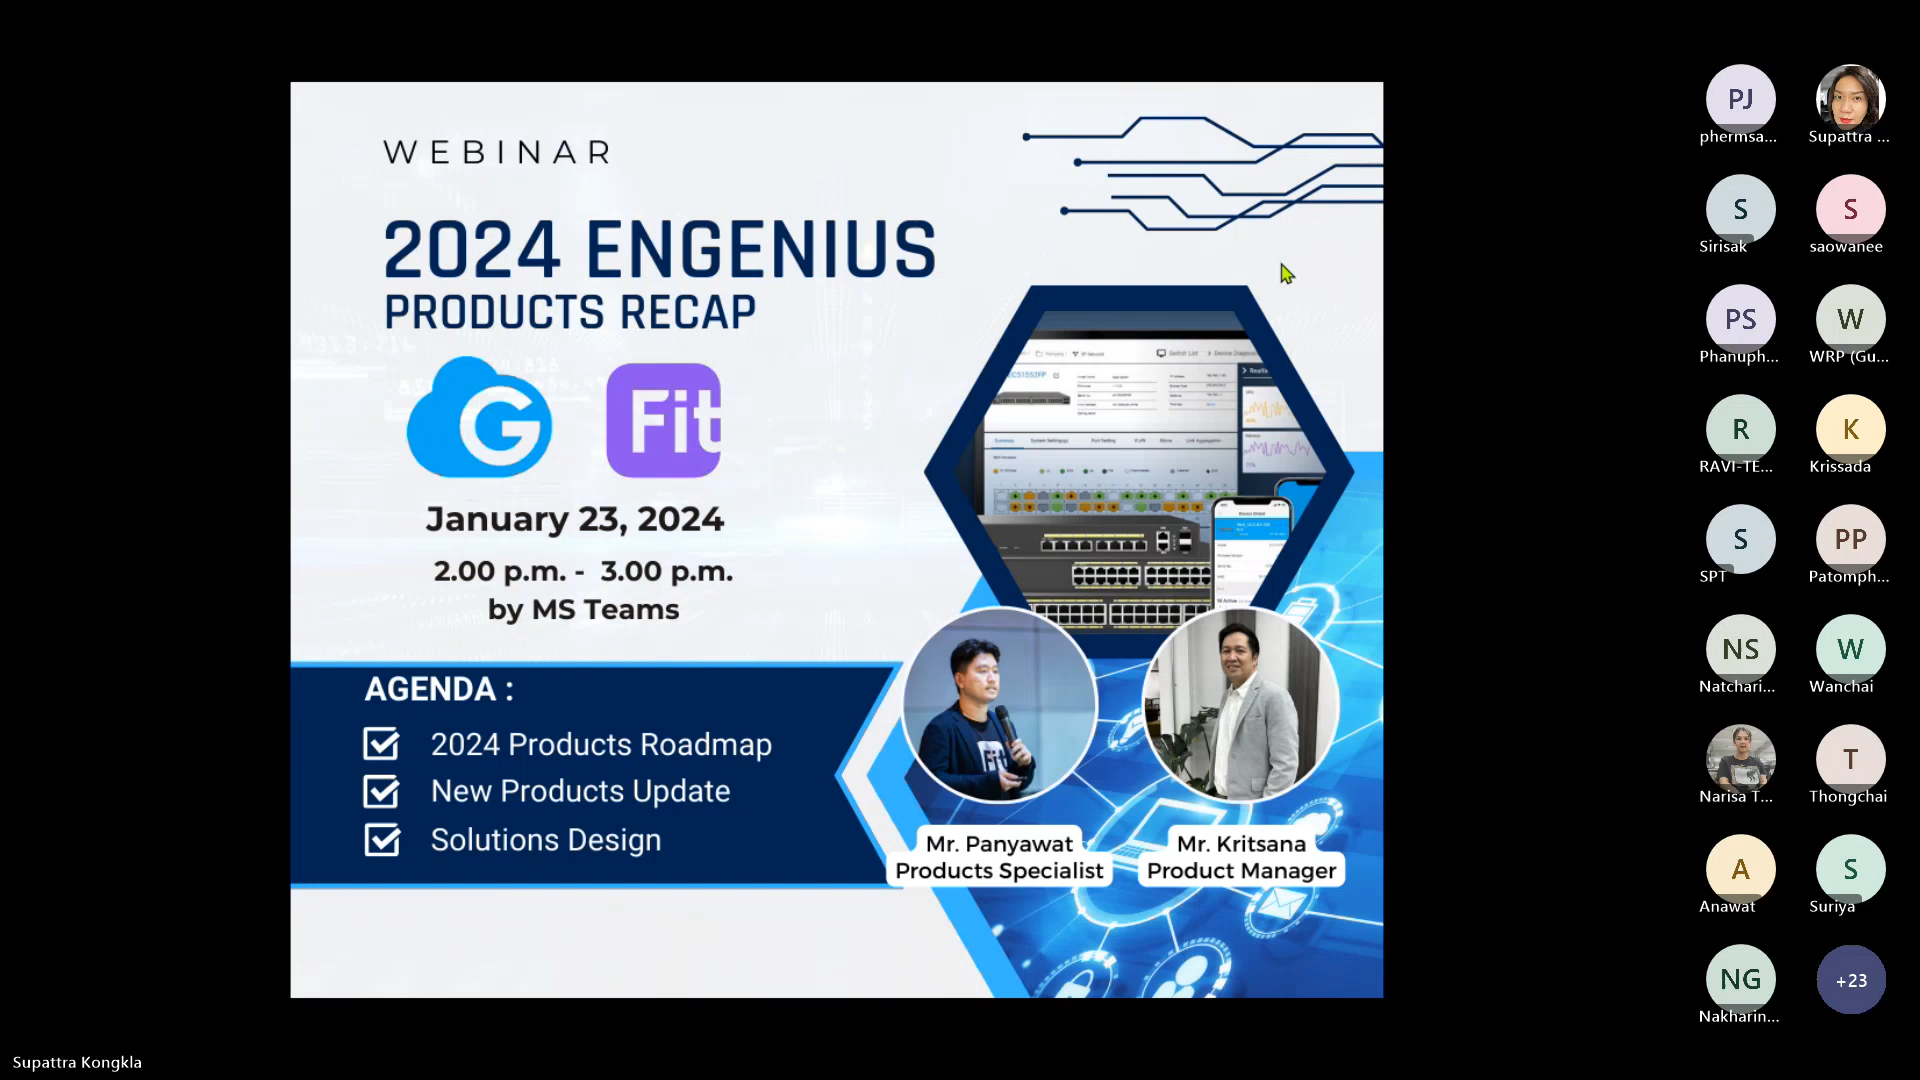 WEBINAR
2024 ENGENIUS
PRODUCTS RECAP
G
Fit
January 23, 2024
2.00 p.m. - 3.00 p.m.
by MS Teams
AGENDA :
2024 Products Roadmap
New Products Update
Solutions Design
Mr. Panyawat
Products Specialist
Mr. Kritsana
Product Manager
PJ
phermsa...
Supattra ...
S
Sirisak
S
saowanee
PS
Phanuph...
W
WRP (Gu...
R
RAVI-TE...
K
Krissada
S
SPT
PP
Patomph...
NS
Natchari...
W
Wanchai
Narisa T...
T
Thongchai
A
Anawat
S
Suriya
NG
Nakharin...
+23
Supattra Kongkla